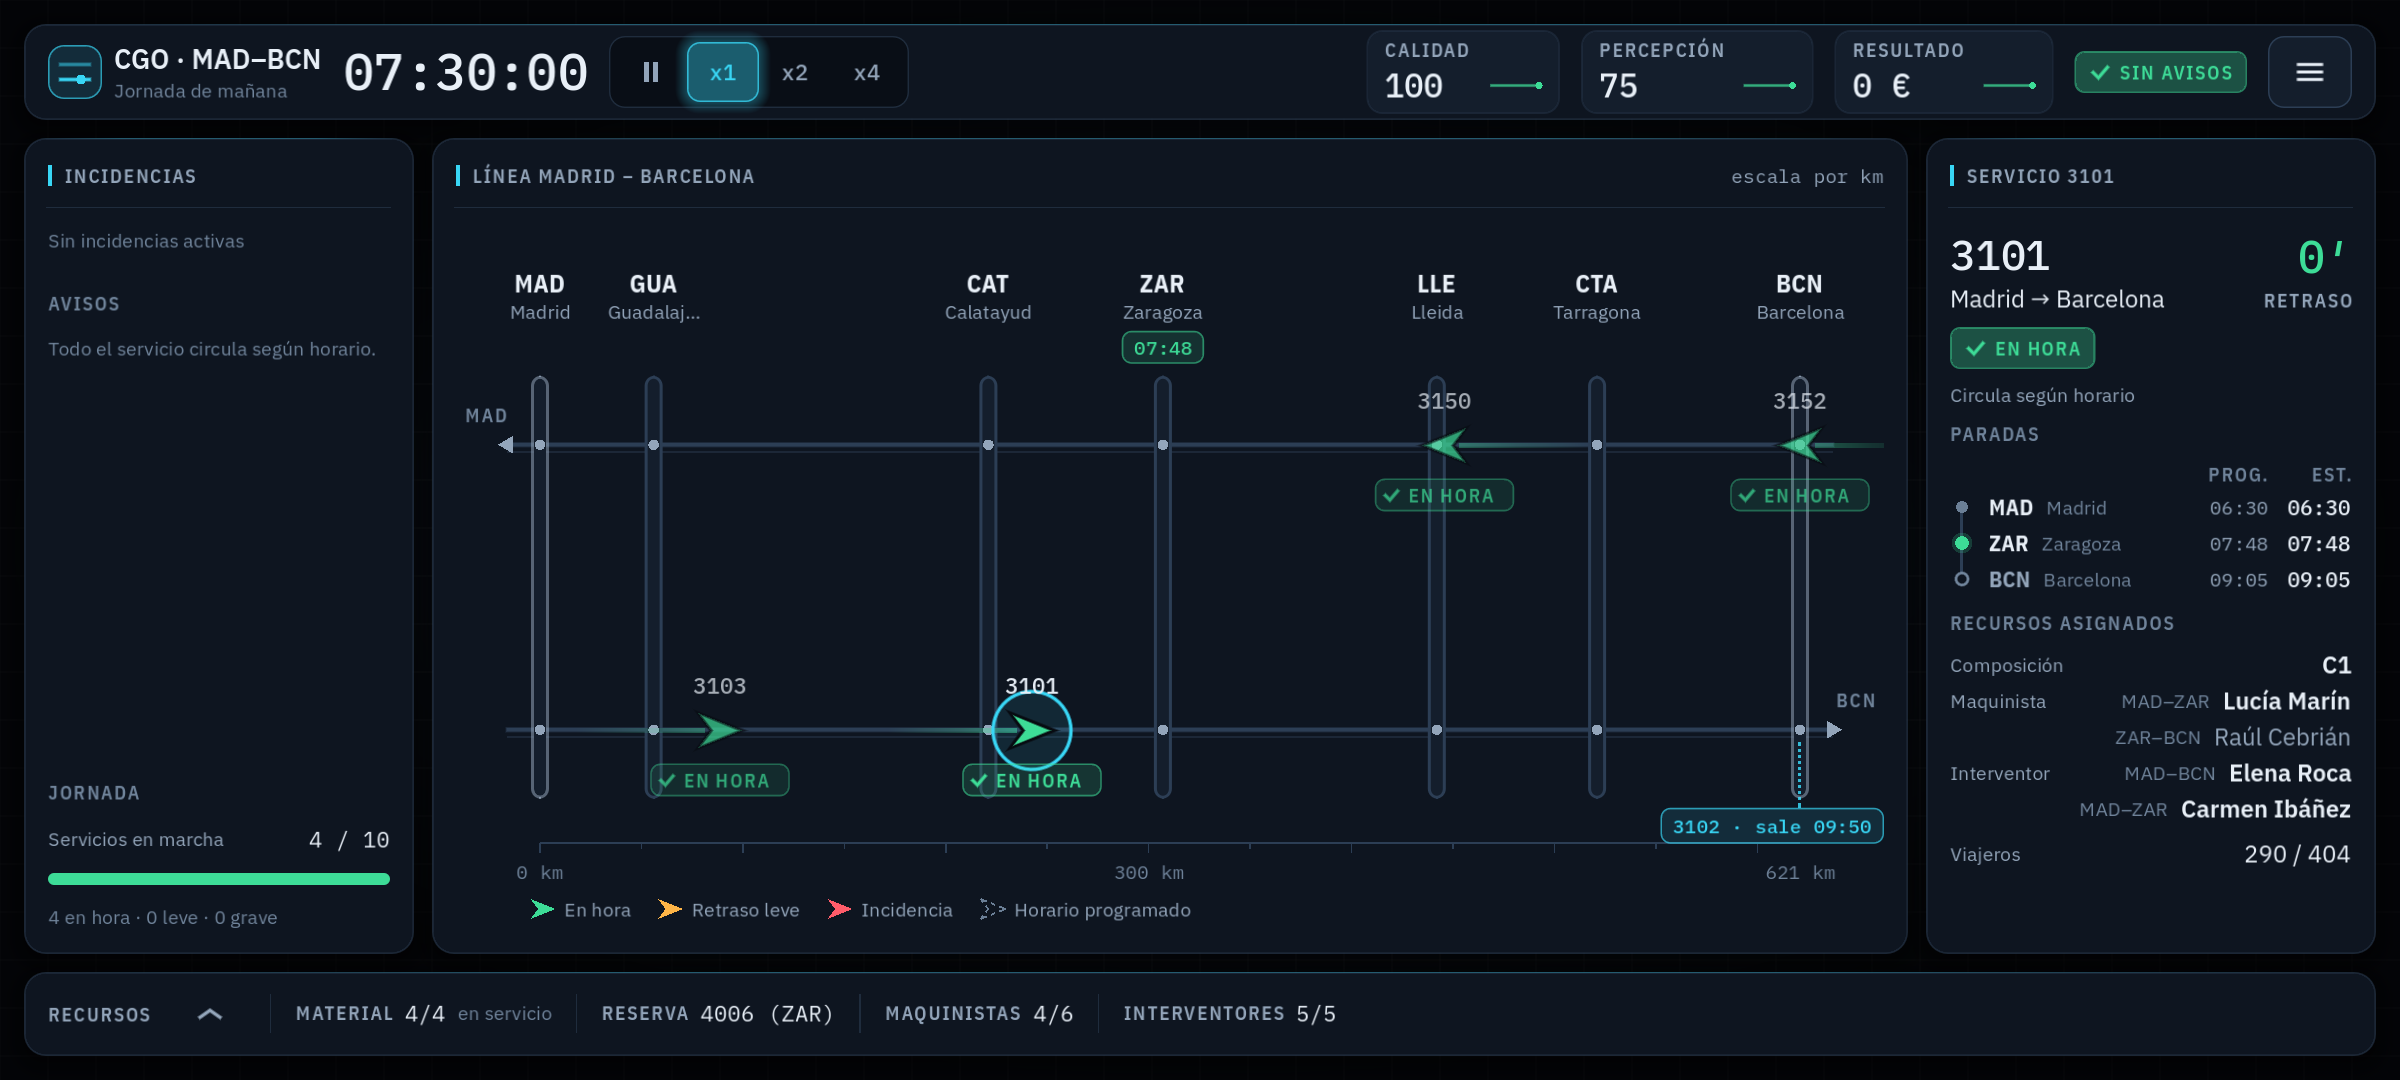 CGO · MAD–BCN
Jornada de mañana
07:30:00
x1
x2
x4
CALIDAD
100
PERCEPCIÓN
75
RESULTADO
0 €
SIN AVISOS
INCIDENCIAS
Sin incidencias activas
AVISOS
Todo el servicio circula según horario.
JORNADA
Servicios en marcha 4 / 10
4 en hora · 0 leve · 0 grave
LÍNEA MADRID – BARCELONA
escala por km
MAD GUA CAT ZAR LLE CTA BCN
Madrid Guadalaj... Calatayud Zaragoza Lleida Tarragona Barcelona
07:48
MAD
3150 3152
EN HORA EN HORA
3103 3101
BCN
EN HORA EN HORA
3102 · sale 09:50
0 km 300 km 621 km
En hora Retraso leve Incidencia Horario programado
SERVICIO 3101
3101 0′
Madrid → Barcelona RETRASO
EN HORA
Circula según horario
PARADAS
PROG. EST.
MAD Madrid 06:30 06:30
ZAR Zaragoza 07:48 07:48
BCN Barcelona 09:05 09:05
RECURSOS ASIGNADOS
Composición C1
Maquinista MAD–ZAR Lucía Marín
ZAR–BCN Raúl Cebrián
Interventor MAD–BCN Elena Roca
MAD–ZAR Carmen Ibáñez
Viajeros 290 / 404
RECURSOS
MATERIAL 4/4 en servicio
RESERVA 4006 (ZAR)
MAQUINISTAS 4/6
INTERVENTORES 5/5